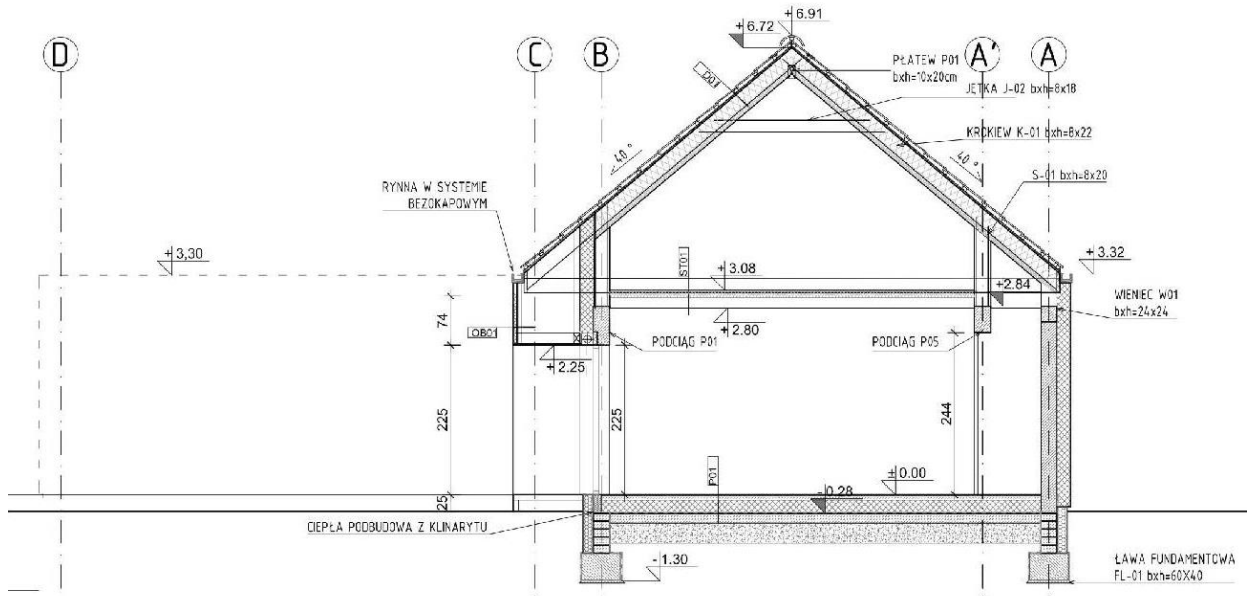 + 6.91
+ 6.72
D
C
B
A'
A
PŁATEW P01
bxh=10x20cm
D01
JĘTKA J-02 bxh=8x18
KROKIEW K-01 bxh=8x22
40°
40°
S-01 bxh=8x20
RYNNA W SYSTEMIE
BEZOKAPOWYM
+ 3,30
ST01
+ 3.08
+ 3.32
+2.84
WIENIEC W01
bxh=24x24
74
OB01
+ 2.80
PODCIĄG P01
PODCIĄG P05
+ 2.25
225
225
244
P01
± 0.00
- 0.28
25
CIEPŁA PODBUDOWA Z KLINARYTU
- 1.30
ŁAWA FUNDAMENTOWA
FL-01 bxh=60X40